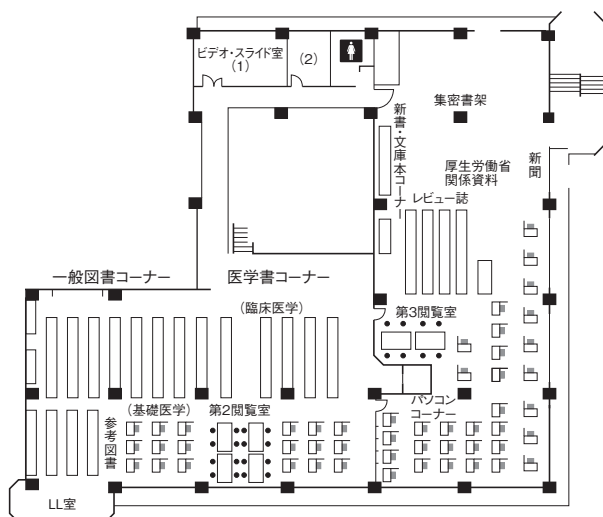 ビデオ・スライド室
(1)
(2)
集密書架
新書・文庫本コーナー
新聞
厚生労働省
関係資料
レビュー誌
一般図書コーナー
医学書コーナー
(臨床医学)
第3閲覧室
(基礎医学)
第2閲覧室
パソコン
コーナー
参考図書
LL室